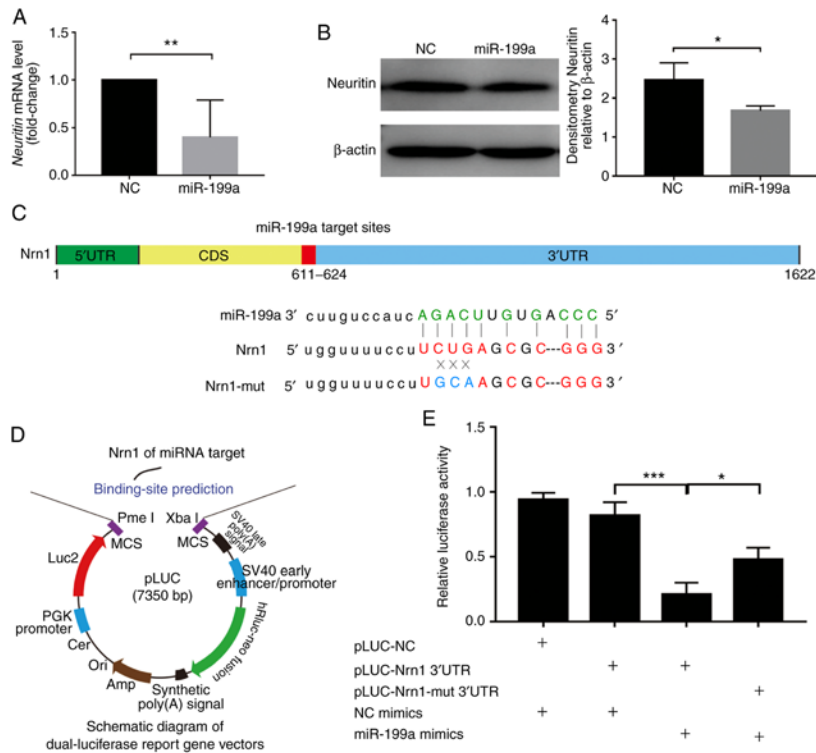 A
**
Neuritin mRNA level
(fold-change)
1.5
1.0
0.5
0.0
NC
miR-199a
B
NC miR-199a
Neuritin
β-actin
Densitometry Neuritin
relative to β-actin
4
3
2
1
0
*
NC
miR-199a
C
miR-199a target sites
Nrn1
5′UTR
CDS
3′UTR
1
611–624
1622
miR-199a 3′ cuuguccaucAGACUUGUGACCC 5′
Nrn1 5′ ugguuuuccuUCUGAGCGC---GGG 3′
×××
Nrn1-mut 5′ ugguuuuccuUGCAAGCGC---GGG 3′
D
Nrn1 of miRNA target
Binding-site prediction
Pme I
Xba I
MCS
MCS
SV40 late
poly(A)
signal
Luc2
pLUC
(7350 bp)
SV40 early
enhancer/promoter
PGK
promoter
Cer
Ori
Amp
Synthetic
poly(A) signal
hRluc-neo fusion
Schematic diagram of
dual-luciferase report gene vectors
E
Relative luciferase activity
1.5
1.0
0.5
0.0
***
*
pLUC-NC +
pLUC-Nrn1 3′UTR + +
pLUC-Nrn1-mut 3′UTR +
NC mimics + +
miR-199a mimics + +